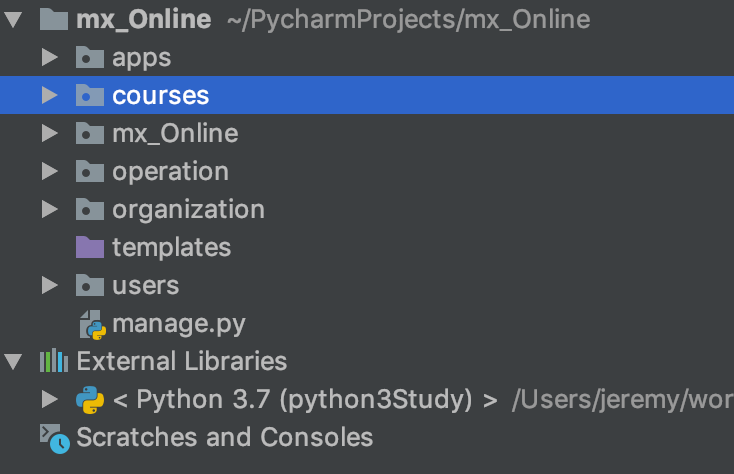 mx_Online ~/PycharmProjects/mx_Online
apps
courses
mx_Online
operation
organization
templates
users
manage.py
External Libraries
< Python 3.7 (python3Study) > /Users/jeremy/wor
Scratches and Consoles